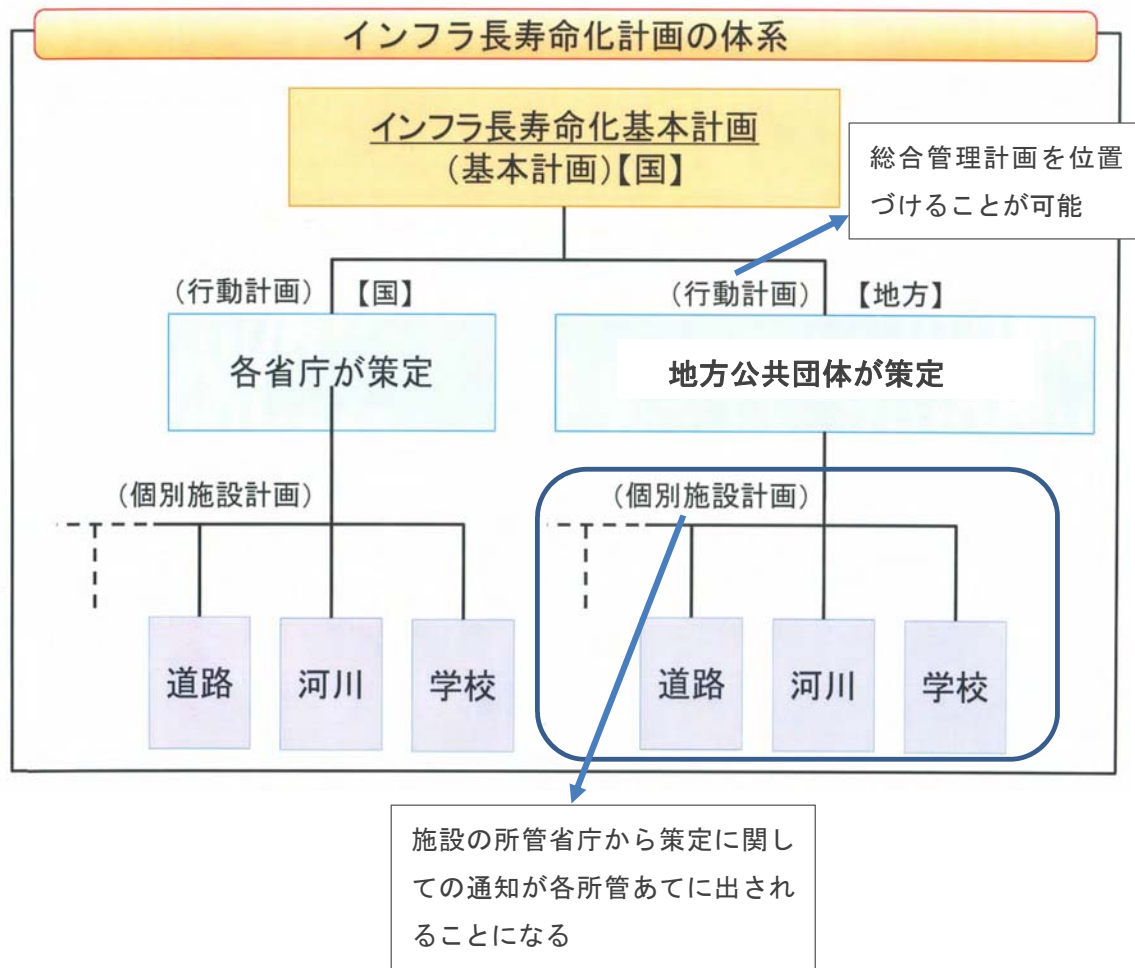 インフラ長寿命化計画の体系
インフラ長寿命化基本計画
(基本計画)【国】
総合管理計画を位置
づけることが可能
(行動計画) 【国】
(行動計画) 【地方】
各省庁が策定
地方公共団体が策定
(個別施設計画)
(個別施設計画)
道路 河川 学校
道路 河川 学校
施設の所管省庁から策定に関し
ての通知が各所管あてに出され
ることになる